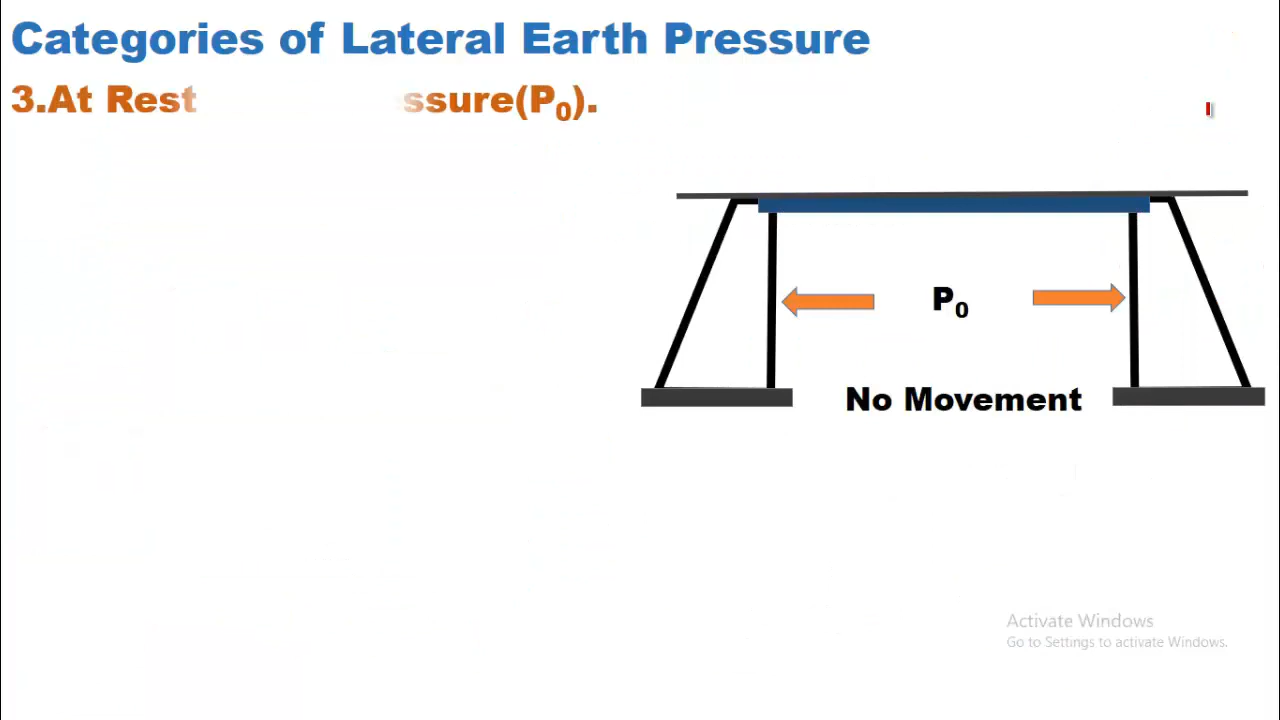 Categories of Lateral Earth Pressure
3.At Rest ssure(P₀).
P₀
No Movement
Activate Windows
Go to Settings to activate Windows.